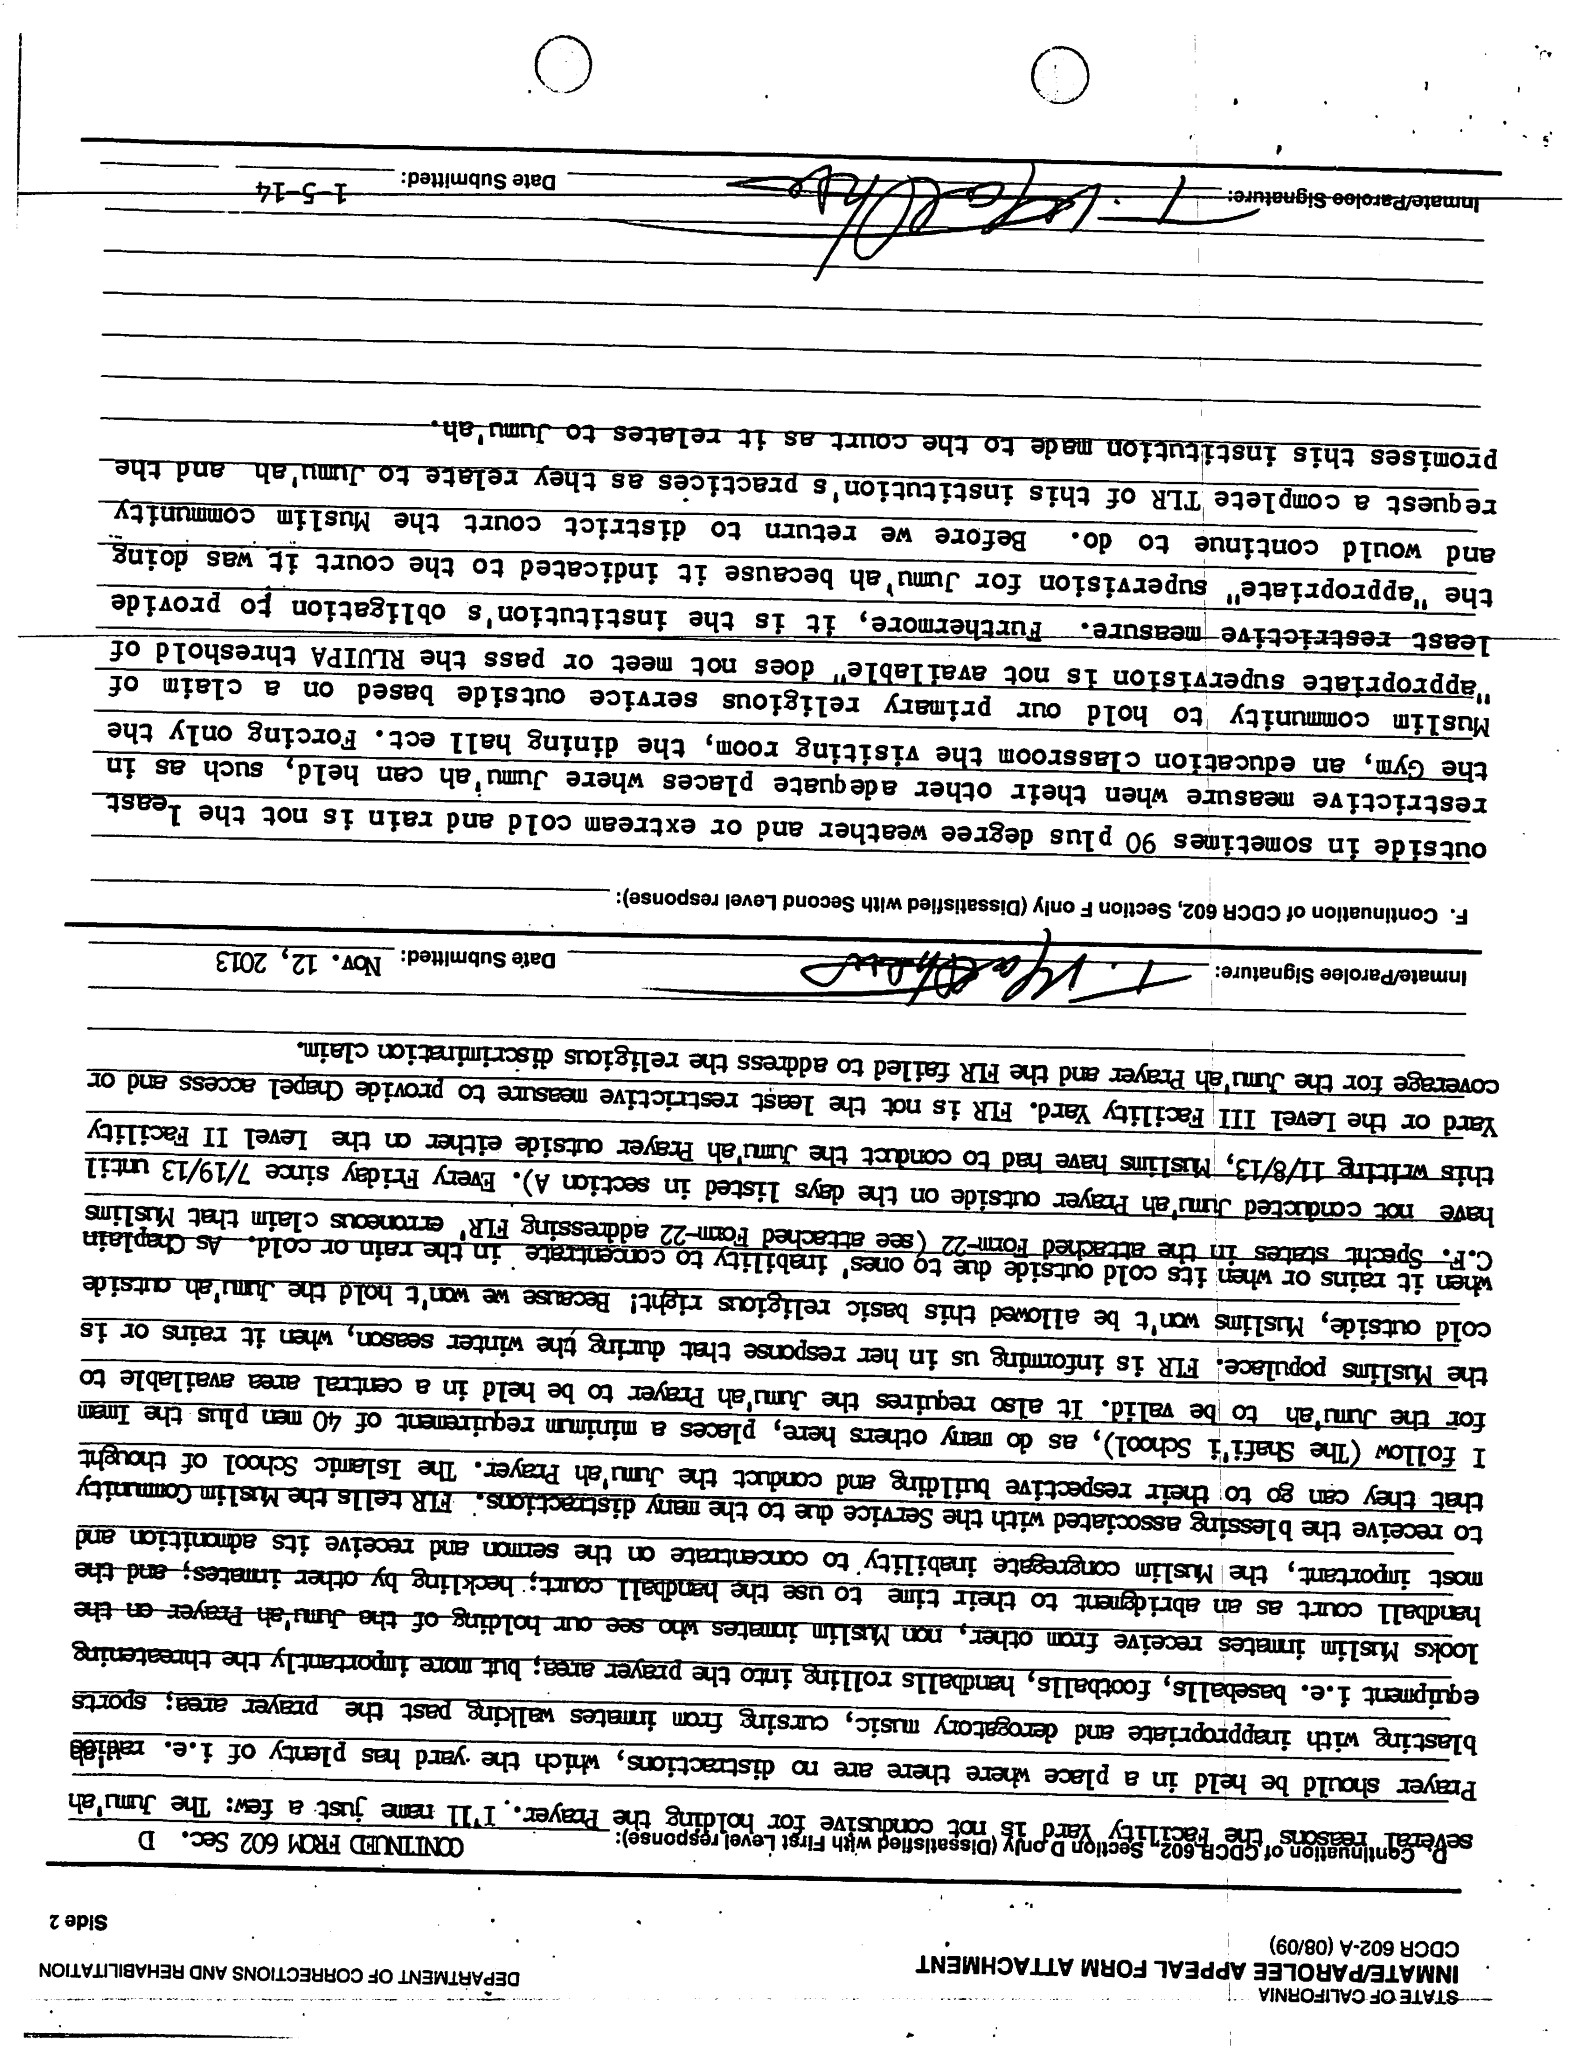 STATE OF CALIFORNIA
INMATE/PAROLEE APPEAL FORM ATTACHMENT
DEPARTMENT OF CORRECTIONS AND REHABILITATION
CDCR 602-A (08/09)
Side 2
D. Continuation of CDCR 602, Section D only (Dissatisfied with First Level response): CONTINUED FROM 602 Sec. D
several reasons the Facility Yard is not condusive for holding the Prayer. I'll name just a few: The Jumu'ah
Prayer should be held in a place where there are no distractions, which the yard has plenty of i.e. radios
blasting with inappropriate and derogatory music, cursing from inmates walking past the prayer area; sports
equipment i.e. baseballs, footballs, handballs rolling into the prayer area; but more importantly the threatening
looks Muslim inmates receive from other, non Muslim inmates who see our holding of the Jumu'ah Prayer on the
handball court as an abridgment to their time to use the handball court; heckling by other inmates; and the
most important, the Muslim congregate inability to concentrate on the sermon and receive its admonition and
to receive the blessing associated with the Service due to the many distractions. FLR tells the Muslim Community
that they can go to their respective building and conduct the Jumu'ah Prayer. The Islamic School of thought
I follow (The Shafi'i School), as do many others here, places a minimum requirement of 40 men plus the Imam
for the Jumu'ah to be valid. It also requires the Jumu'ah Prayer to be held in a central area available to
the Muslims populace. FLR is informing us in her response that during the winter season, when it rains or is
cold outside, Muslims won't be allowed this basic religious right! Because we won't hold the Jumu'ah outside
when it rains or when its cold outside due to ones' inability to concentrate in the rain or cold. As Chaplain
C.F. Specht states in the attached Form-22 (see attached Form-22 addressing FLR' erroneous claim that Muslims
have not conducted Jumu'ah Prayer outside on the days listed in section A). Every Friday since 7/19/13 until
this writing 11/8/13, Muslims have had to conduct the Jumu'ah Prayer outside either on the Level II Facility
Yard or the Level III Facility Yard. FLR is not the least restrictive measure to provide Chapel access and or
coverage for the Jumu'ah Prayer and the FLR failed to address the religious discrimination claim.
Inmate/Parolee Signature: Date Submitted: Nov. 12, 2013
F. Continuation of CDCR 602, Section F only (Dissatisfied with Second Level response):
outside in sometimes 90 plus degree weather and or extream cold and rain is not the least
restrictive measure when their other adequate places where Jumu'ah can held, such as in
the Gym, an education classroom the visiting room, the dining hall ect. Forcing only the
Muslim community to hold our primary religious service outside based on a claim of
"appropriate supervision is not available" does not meet or pass the RLUIPA threshold of
least restrictive measure. Furthermore, it is the institution's obligation to provide
the "appropriate" supervision for Jumu'ah because it indicated to the court it was doing
and would continue to do. Before we return to district court the Muslim community
request a complete TLR of this institution's practices as they relate to Jumu'ah and the
promises this institution made to the court as it relates to Jumu'ah.
Inmate/Parolee Signature: Date Submitted: 1-5-14